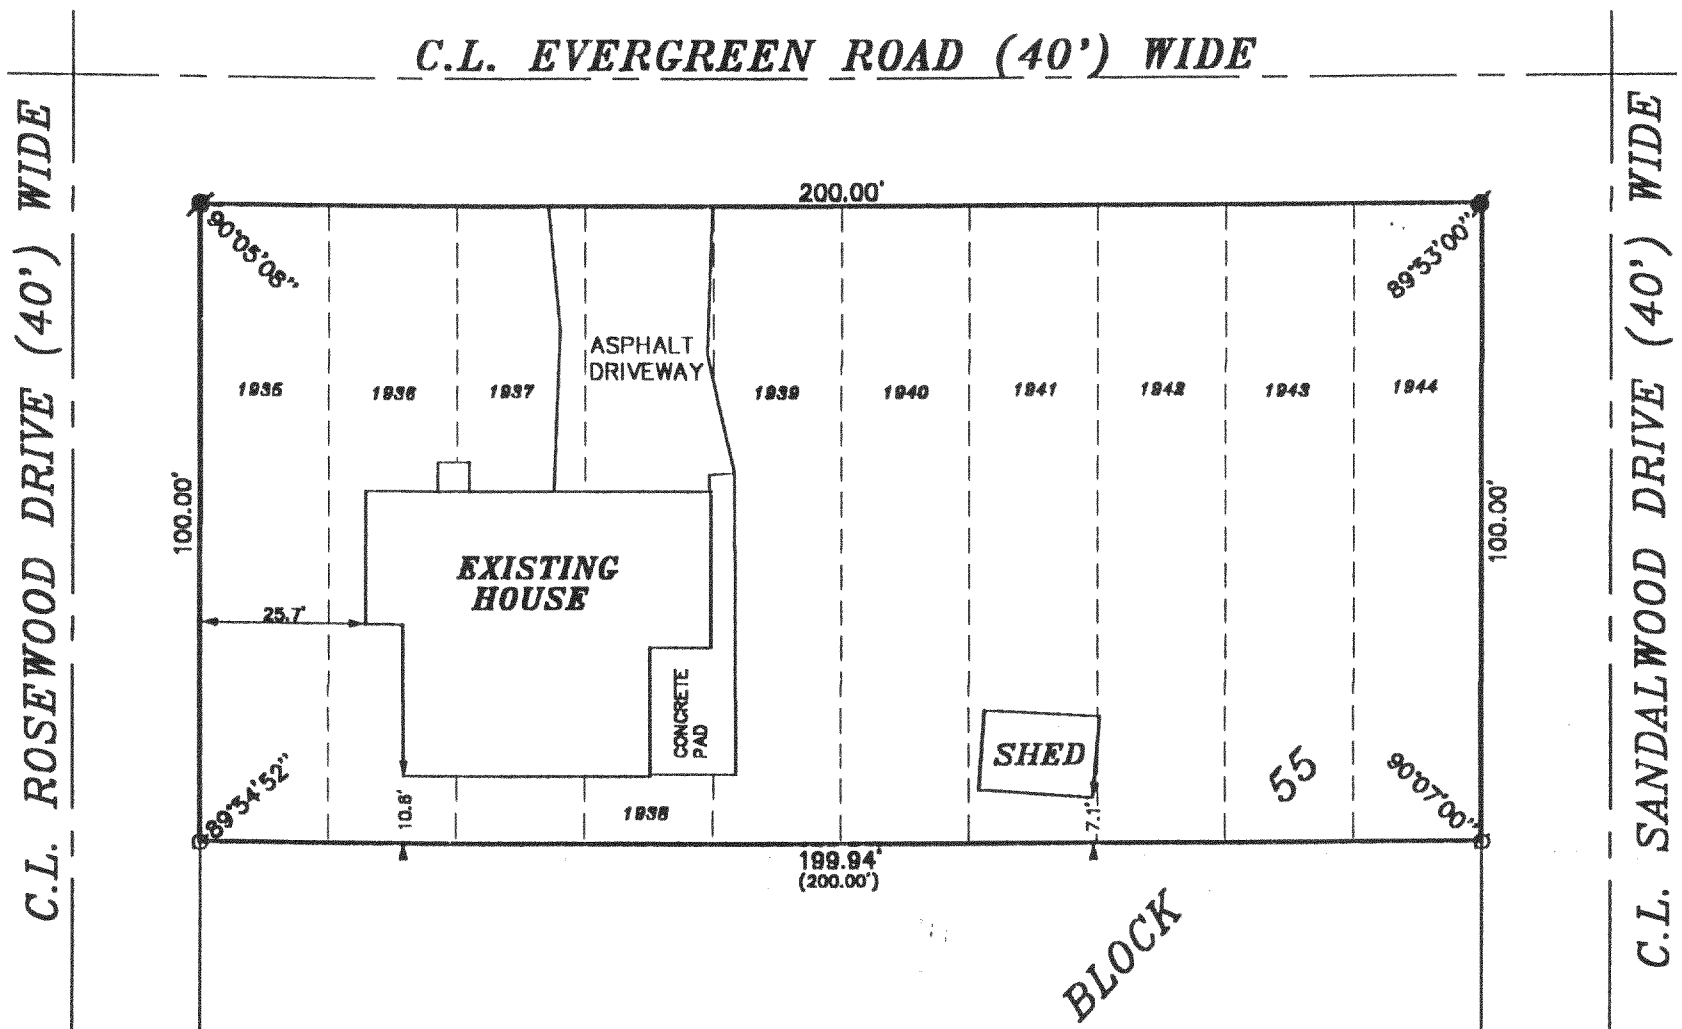 C.L. EVERGREEN ROAD (40') WIDE
C.L. ROSEWOOD DRIVE (40') WIDE
C.L. SANDALWOOD DRIVE (40') WIDE
200.00'
90°05'08"
89°53'00"
ASPHALT
DRIVEWAY
1935
1936
1937
1939
1940
1941
1942
1943
1944
100.00'
100.00'
EXISTING
HOUSE
25.7'
CONCRETE
PAD
SHED
55
89°54'52"
90°07'00"
10.8'
1938
7.1'
199.94'
(200.00')
BLOCK